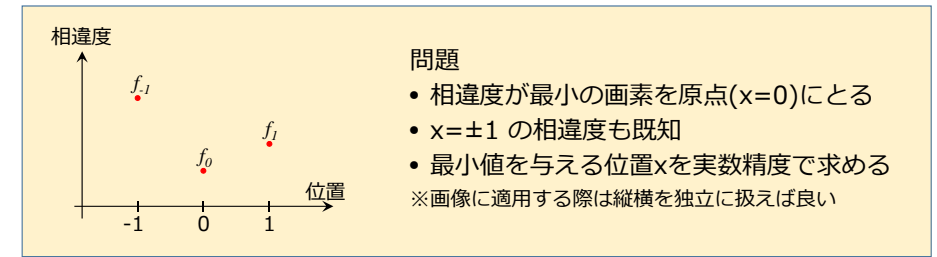 相違度
f-1
f0
f1
位置
-1 0 1
問題
• 相違度が最小の画素を原点(x=0)にとる
• x=±1 の相違度も既知
• 最小値を与える位置xを実数精度で求める
※画像に適用する際は縦横を独立に扱えば良い